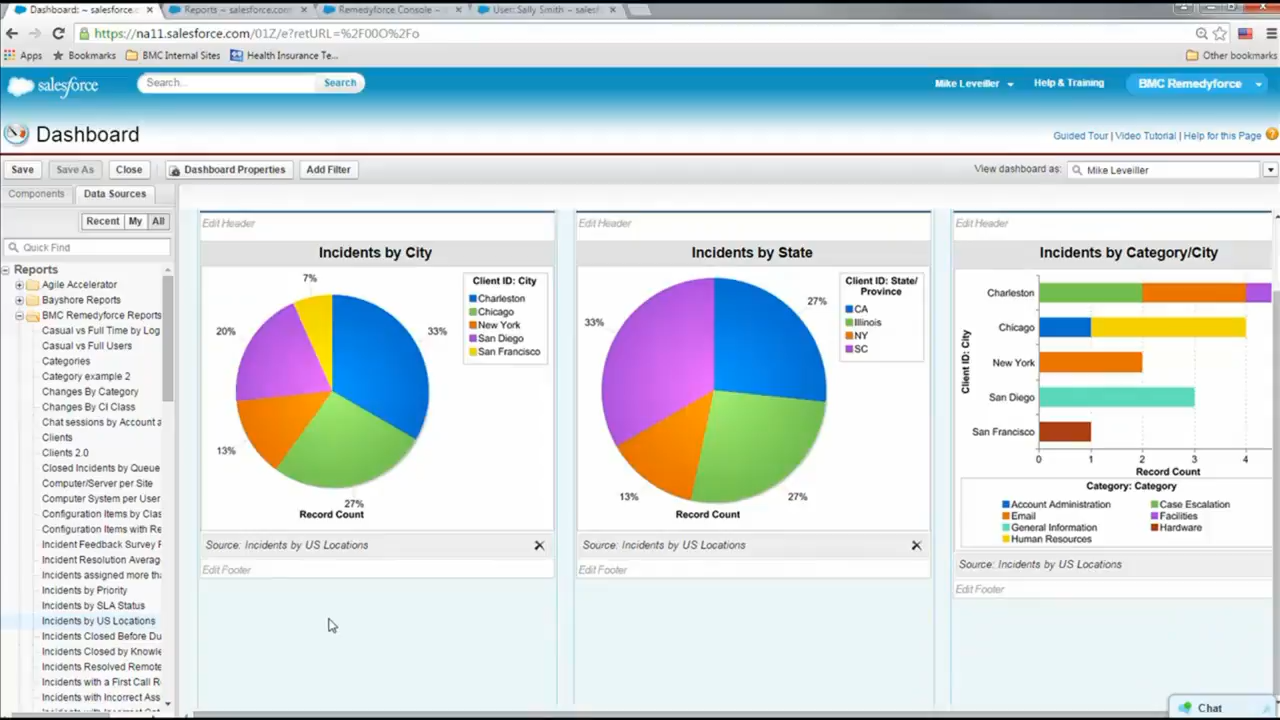 Dashboard: ~ salesforce.co
Reports ~ salesforce.com
Remedyforce Console ~
User: Sally Smith ~ salesf
https://na11.salesforce.com/01Z/e?retURL=%2F00O%2Fo
Apps
Bookmarks
BMC Internal Sites
Health Insurance Te...
Other bookmarks
salesforce
Search...
Search
Mike Leveiller
Help & Training
BMC Remedyforce
Dashboard
Guided Tour | Video Tutorial | Help for this Page
Save
Save As
Close
Dashboard Properties
Add Filter
View dashboard as:
Mike Leveiller
Components
Data Sources
Recent
My
All
Quick Find
Reports
Agile Accelerator
Bayshore Reports
BMC Remedyforce Reports
Casual vs Full Time by Log
Casual vs Full Users
Categories
Category example 2
Changes By Category
Changes By CI Class
Chat sessions by Account a
Clients
Clients 2.0
Closed Incidents by Queue
Computer/Server per Site
Computer System per User
Configuration Items by Clas
Configuration Items with Re
Incident Feedback Survey F
Incident Resolution Averag
Incidents assigned more tha
Incidents by Priority
Incidents by SLA Status
Incidents by US Locations
Incidents Closed Before Du
Incidents Closed by Knowle
Incidents Resolved Remote
Incidents with a First Call R
Incidents with Incorrect Ass
Edit Header
Incidents by City
7%
20%
33%
13%
27%
Client ID: City
Charleston
Chicago
New York
San Diego
San Francisco
Record Count
Source: Incidents by US Locations
Edit Footer
Edit Header
Incidents by State
27%
33%
13%
27%
Client ID: State/
Province
CA
Illinois
NY
SC
Record Count
Source: Incidents by US Locations
Edit Footer
Edit Header
Incidents by Category/City
Client ID: City
Charleston
Chicago
New York
San Diego
San Francisco
0 1 2 3 4
Record Count
Category: Category
Account Administration
Case Escalation
Email
Facilities
General Information
Hardware
Human Resources
Source: Incidents by US Locations
Edit Footer
Chat